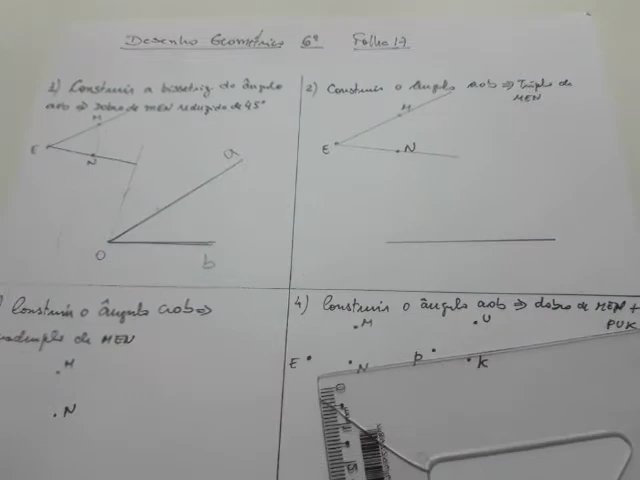 Desenho Geométrico 6º Folha 17
1) Construir a bissetriz do ângulo
aob ⇒ dobro de MEN reduzido de 45°
M
E
N
a
O
b
2) Construir o ângulo aob ⇒ Triplo de
MEN
M
E
N
) Construir o ângulo aob ⇒
de MEN
M
N
4) Construir o ângulo aob ⇒ dobro de MEN +
PUK
M
U
E
N
P
K
0